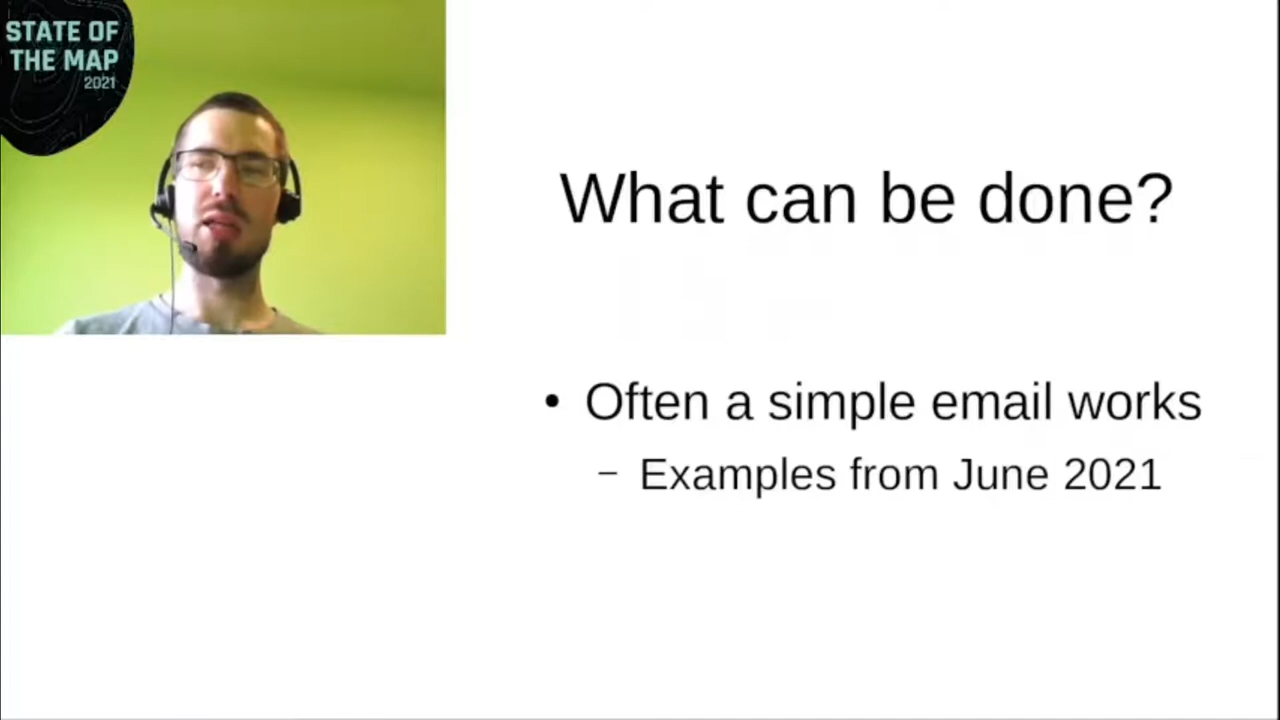 STATE OF
THE MAP
2021
What can be done?
• Often a simple email works
– Examples from June 2021